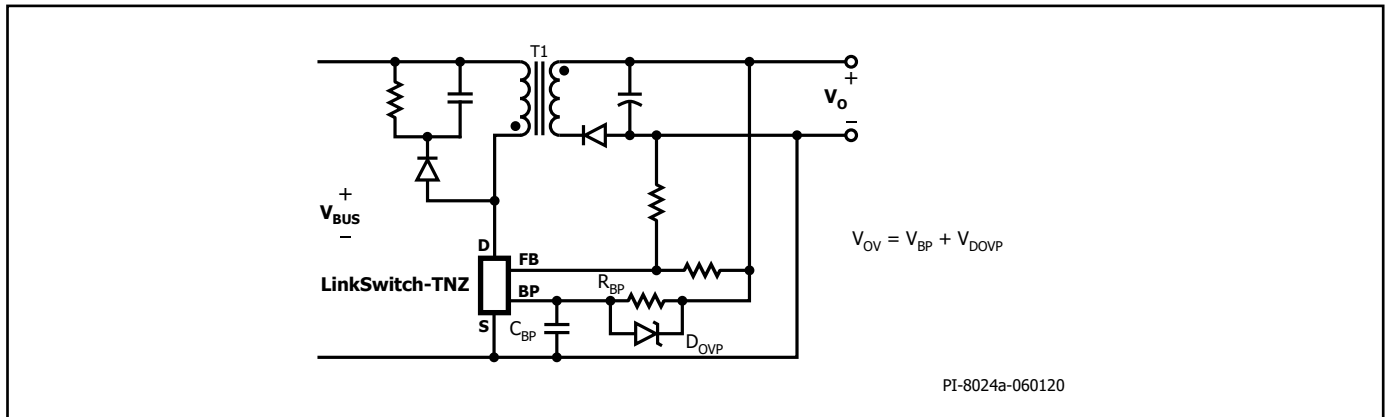 T1
+
V_O
–
+
V_BUS
–
D
FB
V_OV = V_BP + V_DOVP
LinkSwitch-TNZ
BP
R_BP
S
C_BP
D_OVP
PI-8024a-060120